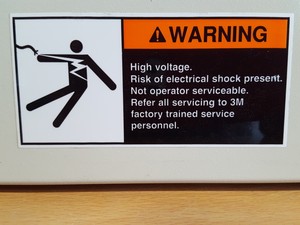 WARNING
High voltage.
Risk of electrical shock present.
Not operator serviceable.
Refer all servicing to 3M
factory trained service
personnel.